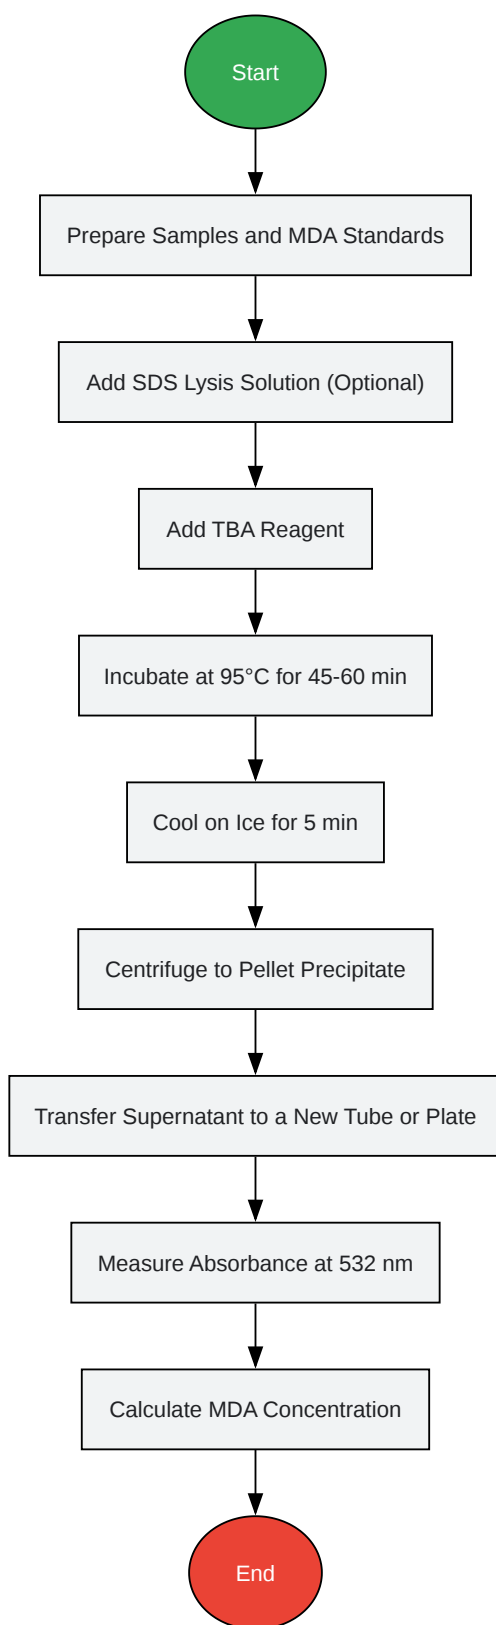 Start
Prepare Samples and MDA Standards
Add SDS Lysis Solution (Optional)
Add TBA Reagent
Incubate at 95°C for 45-60 min
Cool on Ice for 5 min
Centrifuge to Pellet Precipitate
Transfer Supernatant to a New Tube or Plate
Measure Absorbance at 532 nm
Calculate MDA Concentration
End